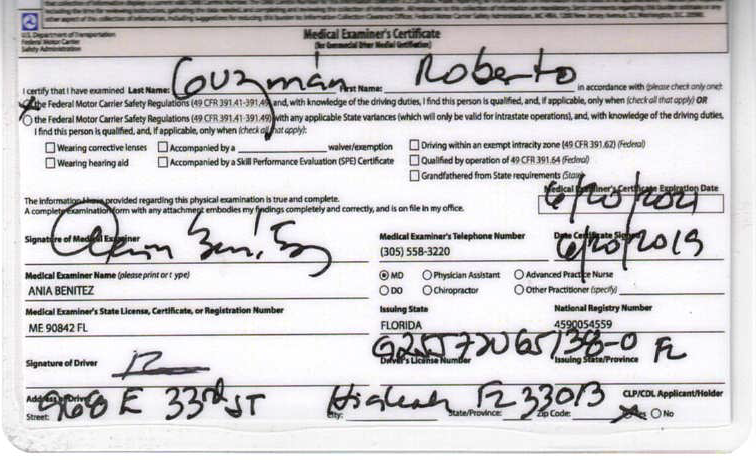 U.S. Department of Transportation
Federal Motor Carrier
Safety Administration
Medical Examiner's Certificate
(for Commercial Driver Medical Certification)
I certify that I have examined Last Name: Guzmán First Name: Roberto in accordance with (please check only one):
the Federal Motor Carrier Safety Regulations (49 CFR 391.41-391.49) and, with knowledge of the driving duties, I find this person is qualified, and, if applicable, only when (check all that apply) OR
the Federal Motor Carrier Safety Regulations (49 CFR 391.41-391.49) with any applicable State variances (which will only be valid for intrastate operations), and, with knowledge of the driving duties,
I find this person is qualified, and, if applicable, only when (check all that apply):
Wearing corrective lenses Accompanied by a waiver/exemption Driving within an exempt intracity zone (49 CFR 391.62) (Federal)
Wearing hearing aid Accompanied by a Skill Performance Evaluation (SPE) Certificate Qualified by operation of 49 CFR 391.64 (Federal)
Grandfathered from State requirements (State)
Medical Examiner's Certificate Expiration Date
The information I have provided regarding this physical examination is true and complete.
A complete examination form with any attachment embodies my findings completely and correctly, and is on file in my office.
6/20/2021
Signature of Medical Examiner Medical Examiner's Telephone Number Date Certificate Signed
(305) 558-3220 6/20/2019
Medical Examiner Name (please print or type) MD Physician Assistant Advanced Practice Nurse
ANIA BENITEZ DO Chiropractor Other Practitioner (specify)
Medical Examiner's State License, Certificate, or Registration Number Issuing State National Registry Number
ME 90842 FL FLORIDA 4590054559
Signature of Driver Driver's License Number Issuing State/Province FL
Address of Driver CLP/CDL Applicant/Holder
Street: 968 E 33rd ST City: Hialeah State/Province: FL Zip Code: 33013 Yes No